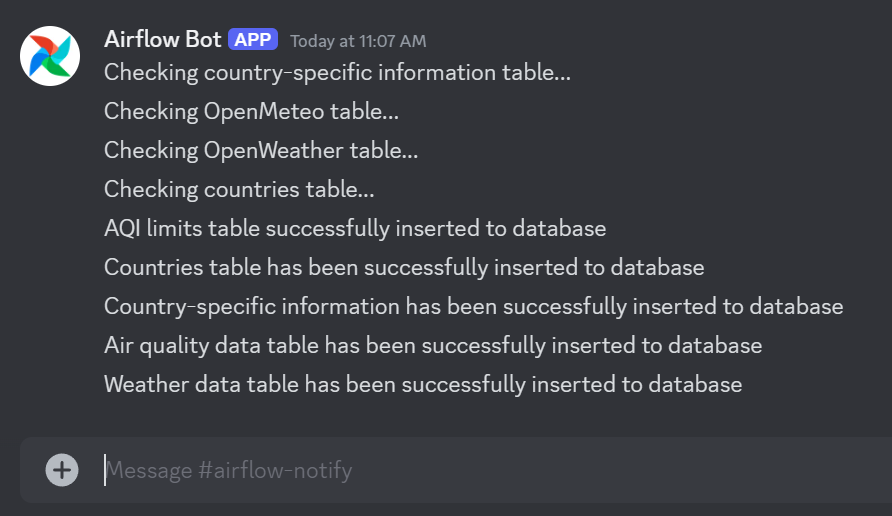 Airflow Bot APP Today at 11:07 AM
Checking country-specific information table...
Checking OpenMeteo table...
Checking OpenWeather table...
Checking countries table...
AQI limits table successfully inserted to database
Countries table has been successfully inserted to database
Country-specific information has been successfully inserted to database
Air quality data table has been successfully inserted to database
Weather data table has been successfully inserted to database
Message #airflow-notify